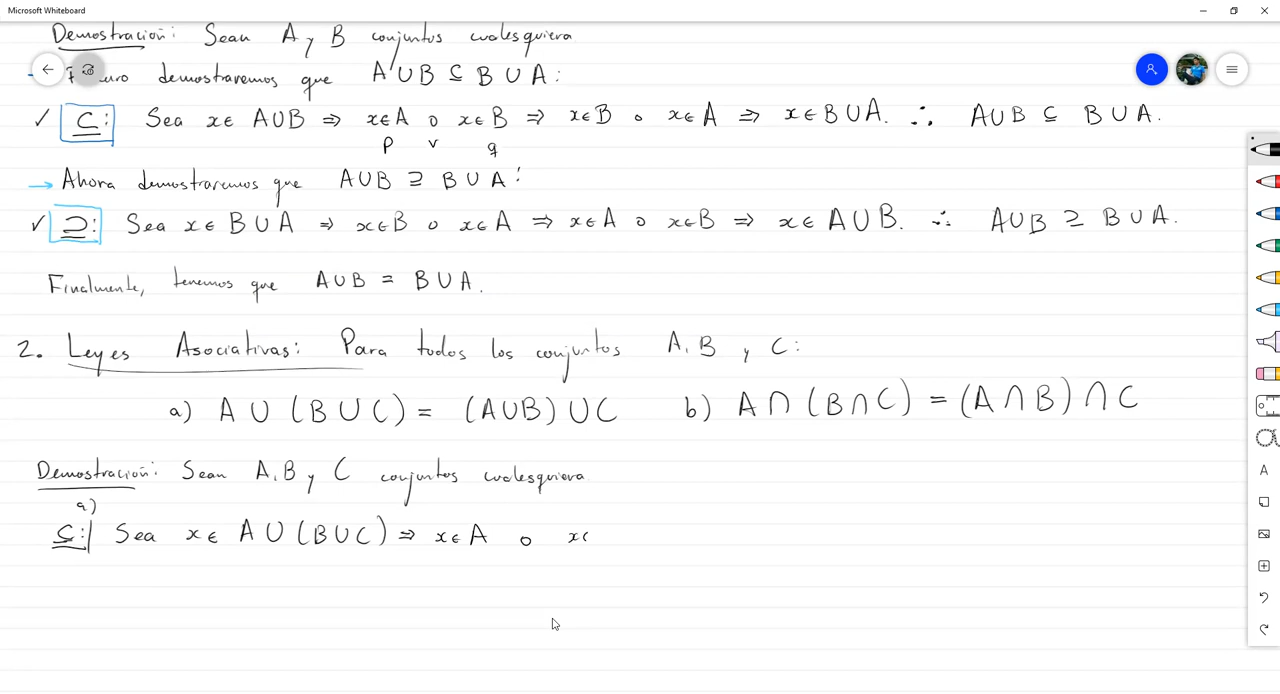 Microsoft Whiteboard
Demostración: Sean A y B conjuntos cualesquiera
demostraremos que A∪B ⊆ B∪A:
✓ ⊆: Sea x∈ A∪B ⇒ x∈A o x∈B ⇒ x∈B o x∈A ⇒ x∈B∪A. ∴ A∪B ⊆ B∪A.
p v q
→ Ahora demostraremos que A∪B ⊇ B∪A:
✓ ⊇: Sea x∈ B∪A ⇒ x∈B o x∈A ⇒ x∈A o x∈B ⇒ x∈ A∪B. ∴ A∪B ⊇ B∪A.
Finalmente, tenemos que A∪B = B∪A.
2. Leyes Asociativas: Para todos los conjuntos A, B y C:
a) A∪(B∪C) = (A∪B)∪C b) A∩(B∩C) = (A∩B)∩C
Demostración: Sean A, B y C conjuntos cualesquiera
a)
⊆: Sea x∈ A∪(B∪C) ⇒ x∈A o x